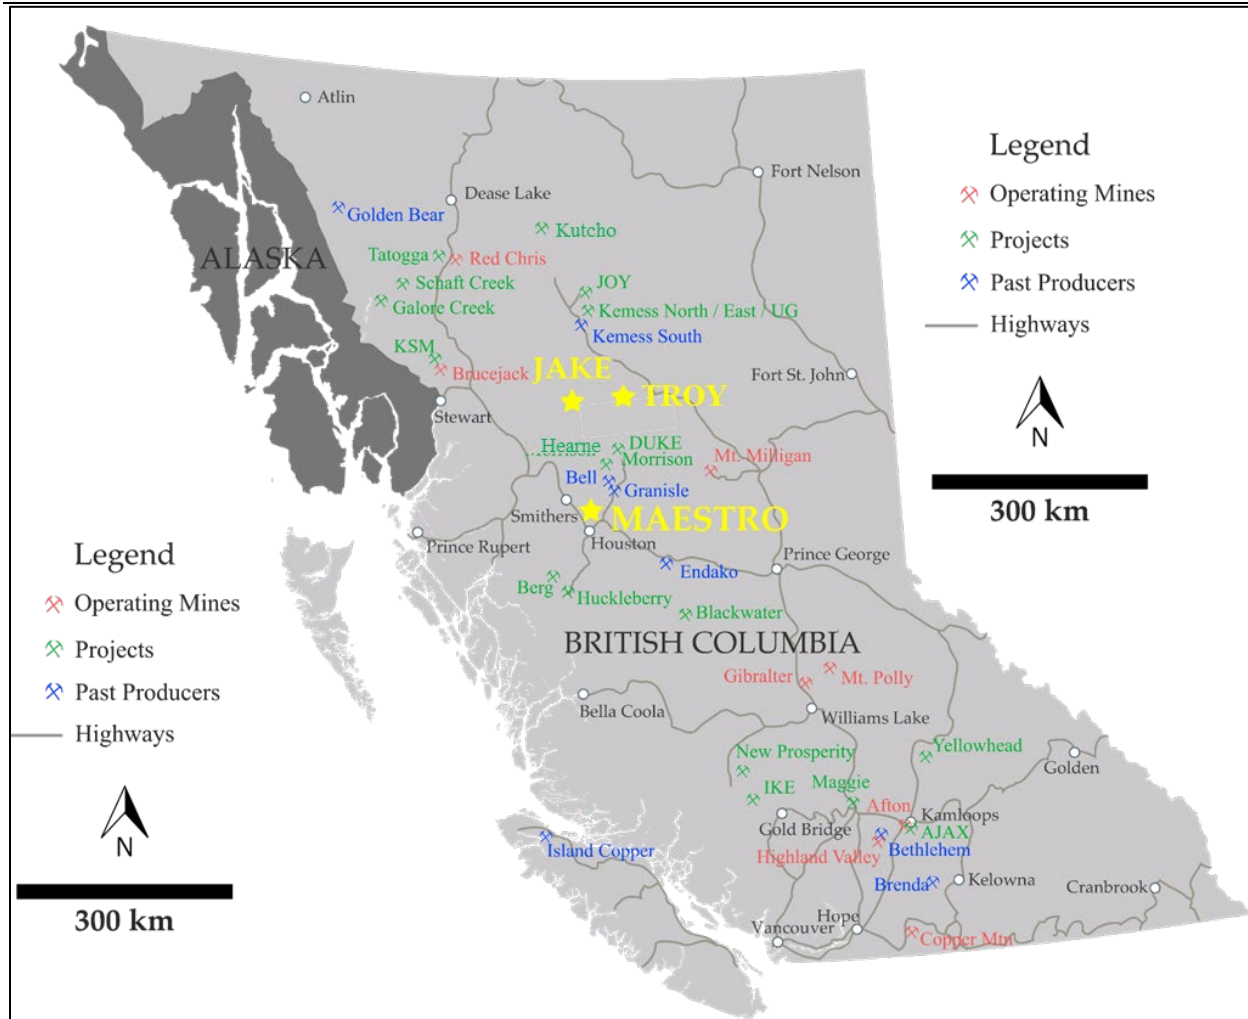 Atlin
Fort Nelson
Dease Lake
Golden Bear
Kutcho
ALASKA
Tatogga
Red Chris
Schaft Creek
JOY
Galore Creek
Kemess North / East / UG
Kemess South
KSM
Brucejack
JAKE
TROY
Fort St. John
Stewart
Hearne
DUKE
Morrison
Mt. Milligan
Bell
Granisle
Smithers
MAESTRO
Houston
Prince Rupert
Prince George
Endako
Berg
Huckleberry
Blackwater
BRITISH COLUMBIA
Gibralter
Mt. Polly
Bella Coola
Williams Lake
New Prosperity
Yellowhead
Golden
IKE
Maggie
Afton
Kamloops
Gold Bridge
AJAX
Highland Valley
Bethlehem
Island Copper
Brenda
Kelowna
Cranbrook
Hope
Vancouver
Copper Mtn
Legend
Operating Mines
Projects
Past Producers
Highways
N
300 km
Legend
Operating Mines
Projects
Past Producers
Highways
N
300 km